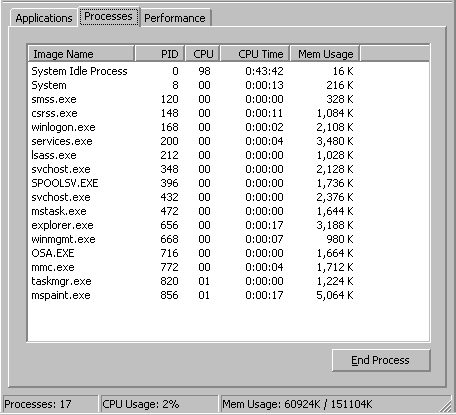 Applications Processes Performance
Image Name PID CPU CPU Time Mem Usage
System Idle Process 0 98 0:43:42 16 K
System 8 00 0:00:13 216 K
smss.exe 120 00 0:00:00 328 K
csrss.exe 148 00 0:00:11 1,084 K
winlogon.exe 168 00 0:00:02 2,108 K
services.exe 200 00 0:00:04 3,480 K
lsass.exe 212 00 0:00:00 1,028 K
svchost.exe 348 00 0:00:00 2,128 K
SPOOLSV.EXE 396 00 0:00:00 1,736 K
svchost.exe 432 00 0:00:00 2,376 K
mstask.exe 472 00 0:00:00 1,644 K
explorer.exe 656 00 0:00:17 3,188 K
winmgmt.exe 668 00 0:00:07 980 K
OSA.EXE 716 00 0:00:00 1,664 K
mmc.exe 772 00 0:00:04 1,712 K
taskmgr.exe 820 01 0:00:00 1,224 K
mspaint.exe 856 01 0:00:17 5,064 K
End Process
Processes: 17 CPU Usage: 2% Mem Usage: 60924K / 151104K